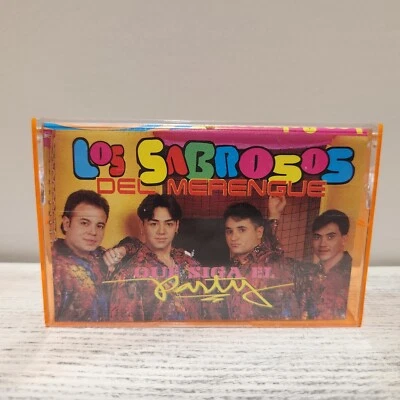 LOS SABROSOS
DEL MERENGUE
QUE SIGA EL
Party